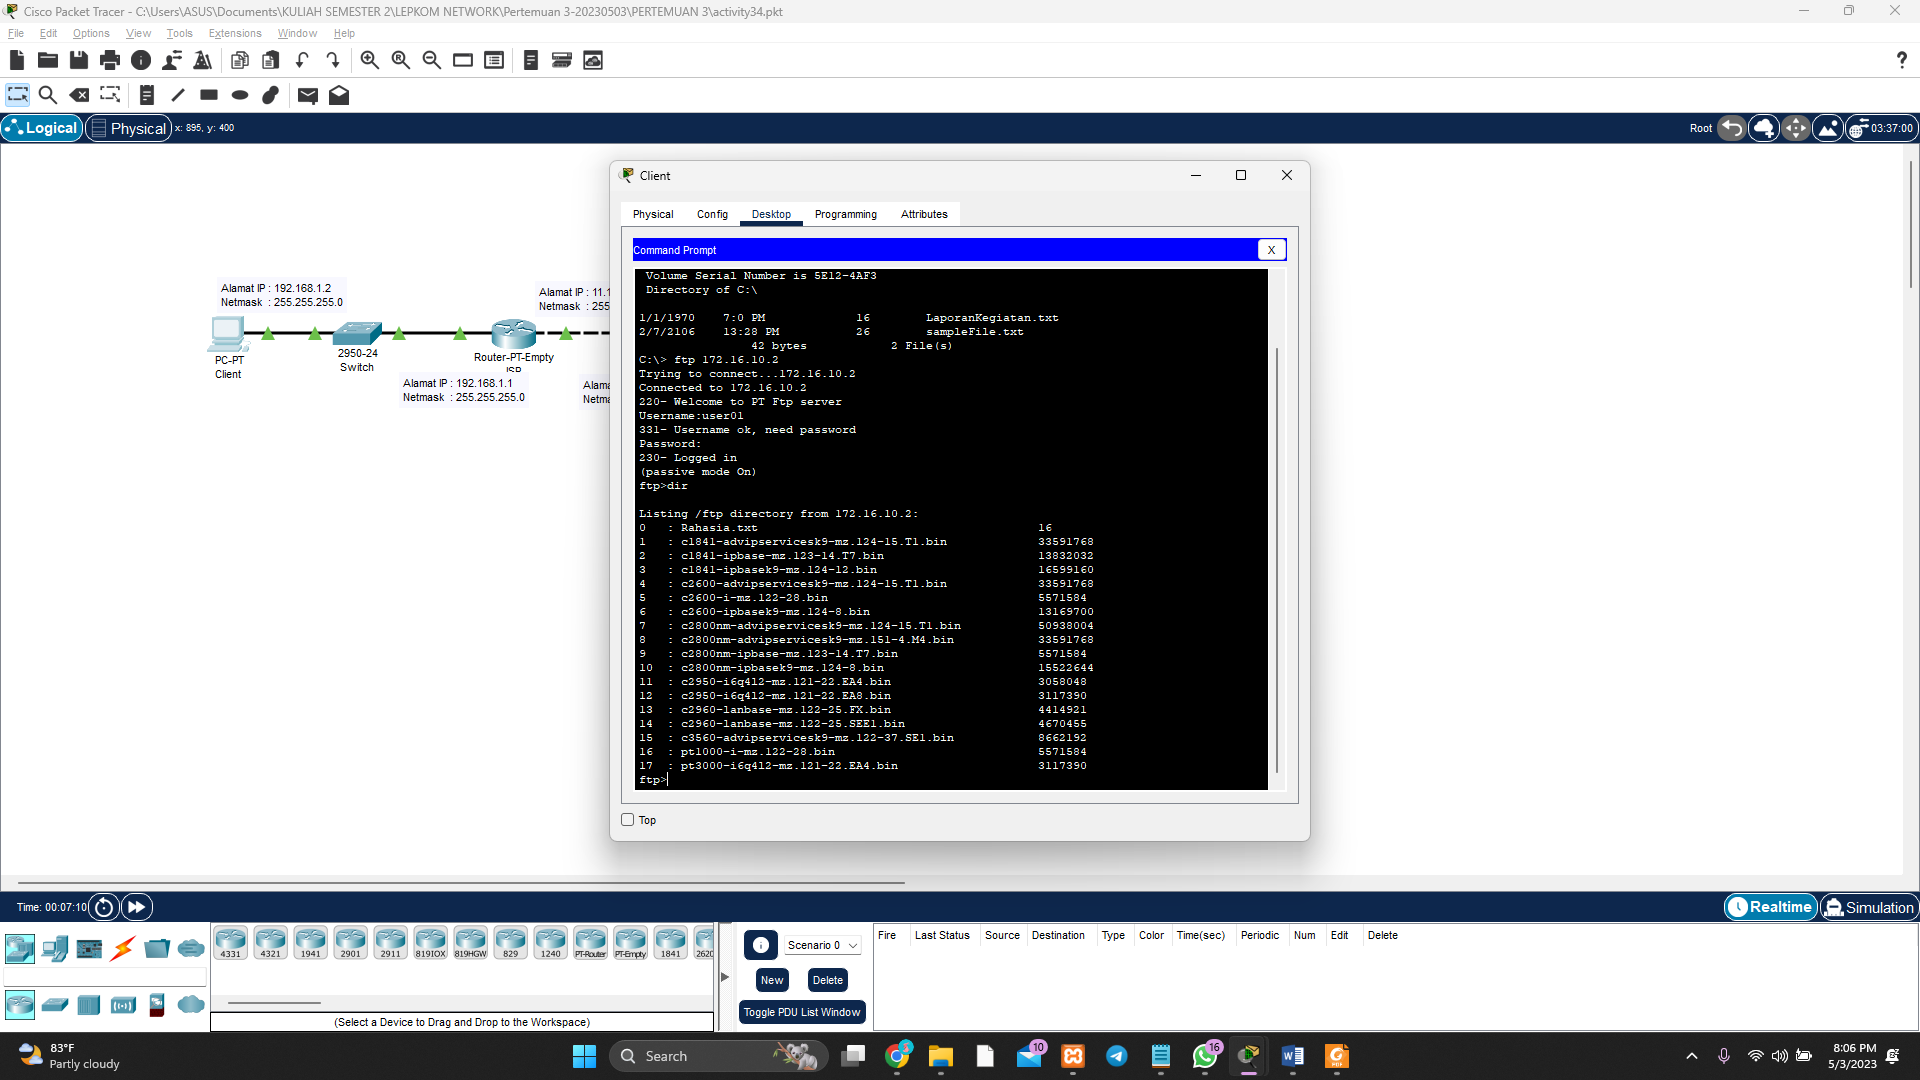 Cisco Packet Tracer - C:\Users\ASUS\Documents\KULIAH SEMESTER 2\LEPKOM NETWORK\Pertemuan 3-20230503\PERTEMUAN 3\activity34.pkt
File Edit Options View Tools Extensions Window Help
Logical Physical x: 895, y: 400 Root 03:37:00
Client
Physical Config Desktop Programming Attributes
Command Prompt X
Volume Serial Number is 5E12-4AF3
Directory of C:\
1/1/1970 7:0 PM 16 LaporanKegiatan.txt
2/7/2106 13:28 PM 26 sampleFile.txt
42 bytes 2 File(s)
C:\> ftp 172.16.10.2
Trying to connect...172.16.10.2
Connected to 172.16.10.2
220- Welcome to PT Ftp server
Username:user01
331- Username ok, need password
Password:
230- Logged in
(passive mode On)
ftp>dir
Listing /ftp directory from 172.16.10.2:
0 : Rahasia.txt 16
1 : c1841-advipservicesk9-mz.124-15.T1.bin 33591768
2 : c1841-ipbase-mz.123-14.T7.bin 13832032
3 : c1841-ipbasek9-mz.124-12.bin 16599160
4 : c2600-advipservicesk9-mz.124-15.T1.bin 33591768
5 : c2600-i-mz.122-28.bin 5571584
6 : c2600-ipbasek9-mz.124-8.bin 13169700
7 : c2800nm-advipservicesk9-mz.124-15.T1.bin 50938004
8 : c2800nm-advipservicesk9-mz.151-4.M4.bin 33591768
9 : c2800nm-ipbase-mz.123-14.T7.bin 5571584
10 : c2800nm-ipbasek9-mz.124-8.bin 15522644
11 : c2950-i6q4l2-mz.121-22.EA4.bin 3058048
12 : c2950-i6q4l2-mz.121-22.EA8.bin 3117390
13 : c2960-lanbase-mz.122-25.FX.bin 4414921
14 : c2960-lanbase-mz.122-25.SEE1.bin 4670455
15 : c3560-advipservicesk9-mz.122-37.SE1.bin 8662192
16 : pt1000-i-mz.122-28.bin 5571584
17 : pt3000-i6q4l2-mz.121-22.EA4.bin 3117390
ftp>
Top
Alamat IP : 192.168.1.2
Netmask : 255.255.255.0
PC-PT
Client
2950-24
Switch
Alamat IP : 11.1
Netmask : 255
Router-PT-Empty
ISP
Alamat IP : 192.168.1.1
Netmask : 255.255.255.0
Alama
Netma
Time: 00:07:10 Realtime Simulation
4331 4321 1941 2901 2911 819IOX 819HGW 829 1240 PT-Router PT-Empty 1841 2620
(Select a Device to Drag and Drop to the Workspace)
Scenario 0
New Delete
Toggle PDU List Window
Fire Last Status Source Destination Type Color Time(sec) Periodic Num Edit Delete
83°F
Partly cloudy
Search
10
3
16
8:06 PM
5/3/2023